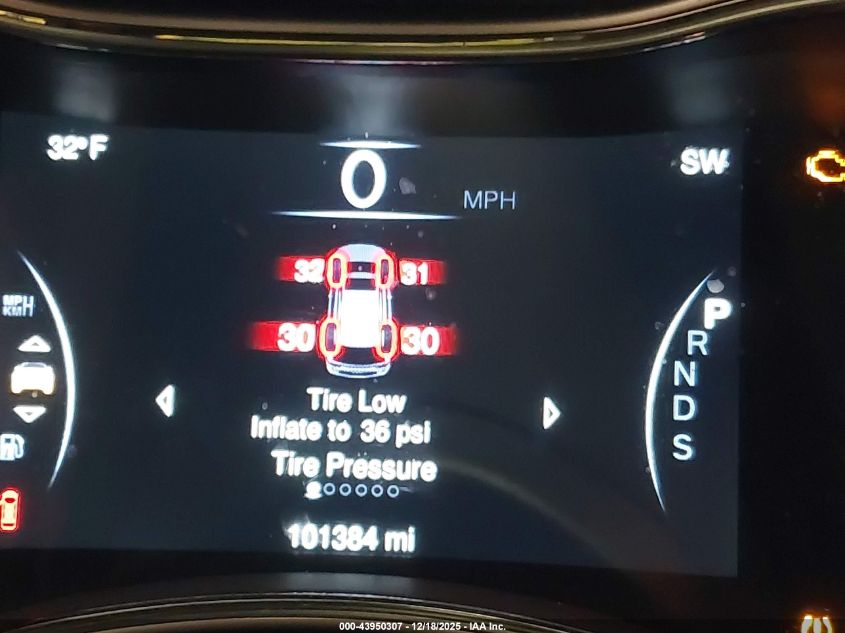 32°F
0
SW
MPH
32 31
MPH
KM/H
P
30 30
R
N
D
S
Tire Low
Inflate to 36 psi
Tire Pressure
101384 mi
000-43950307 - 12/18/2025 - IAA Inc.